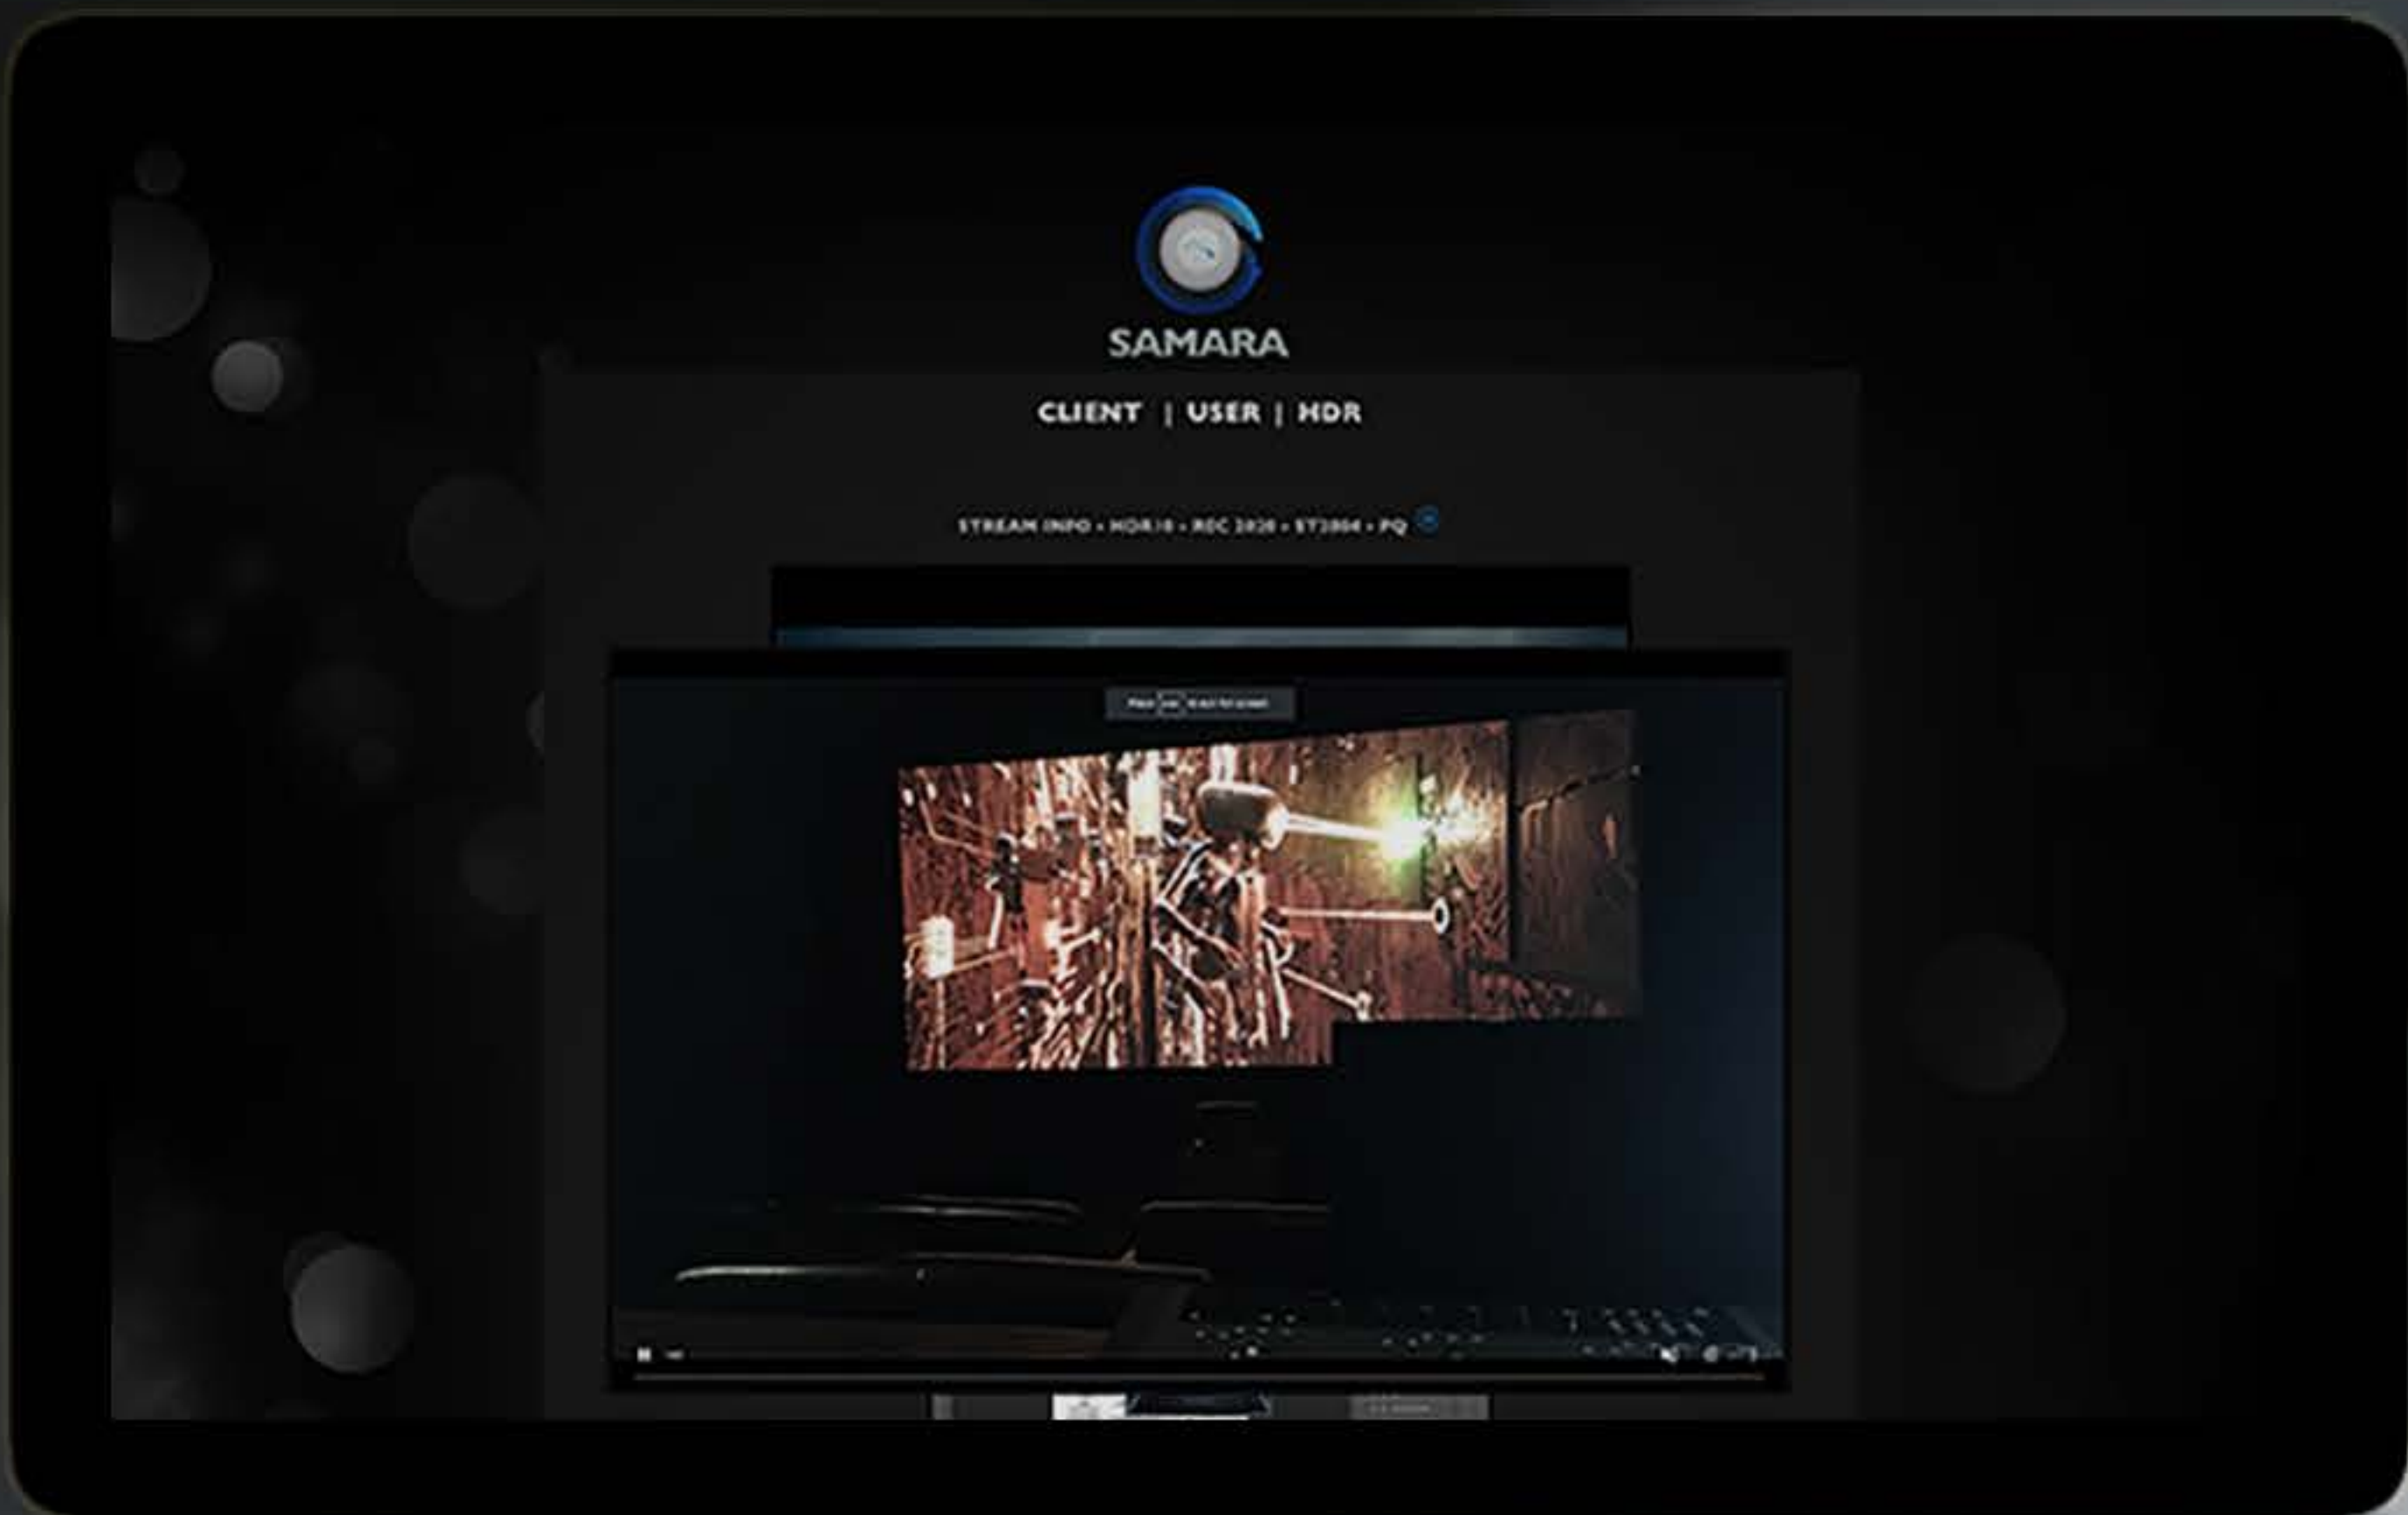 SAMARA
CLIENT | USER | HDR
STREAM INFO • HDR10 • REC 2020 • ST2084 • PQ